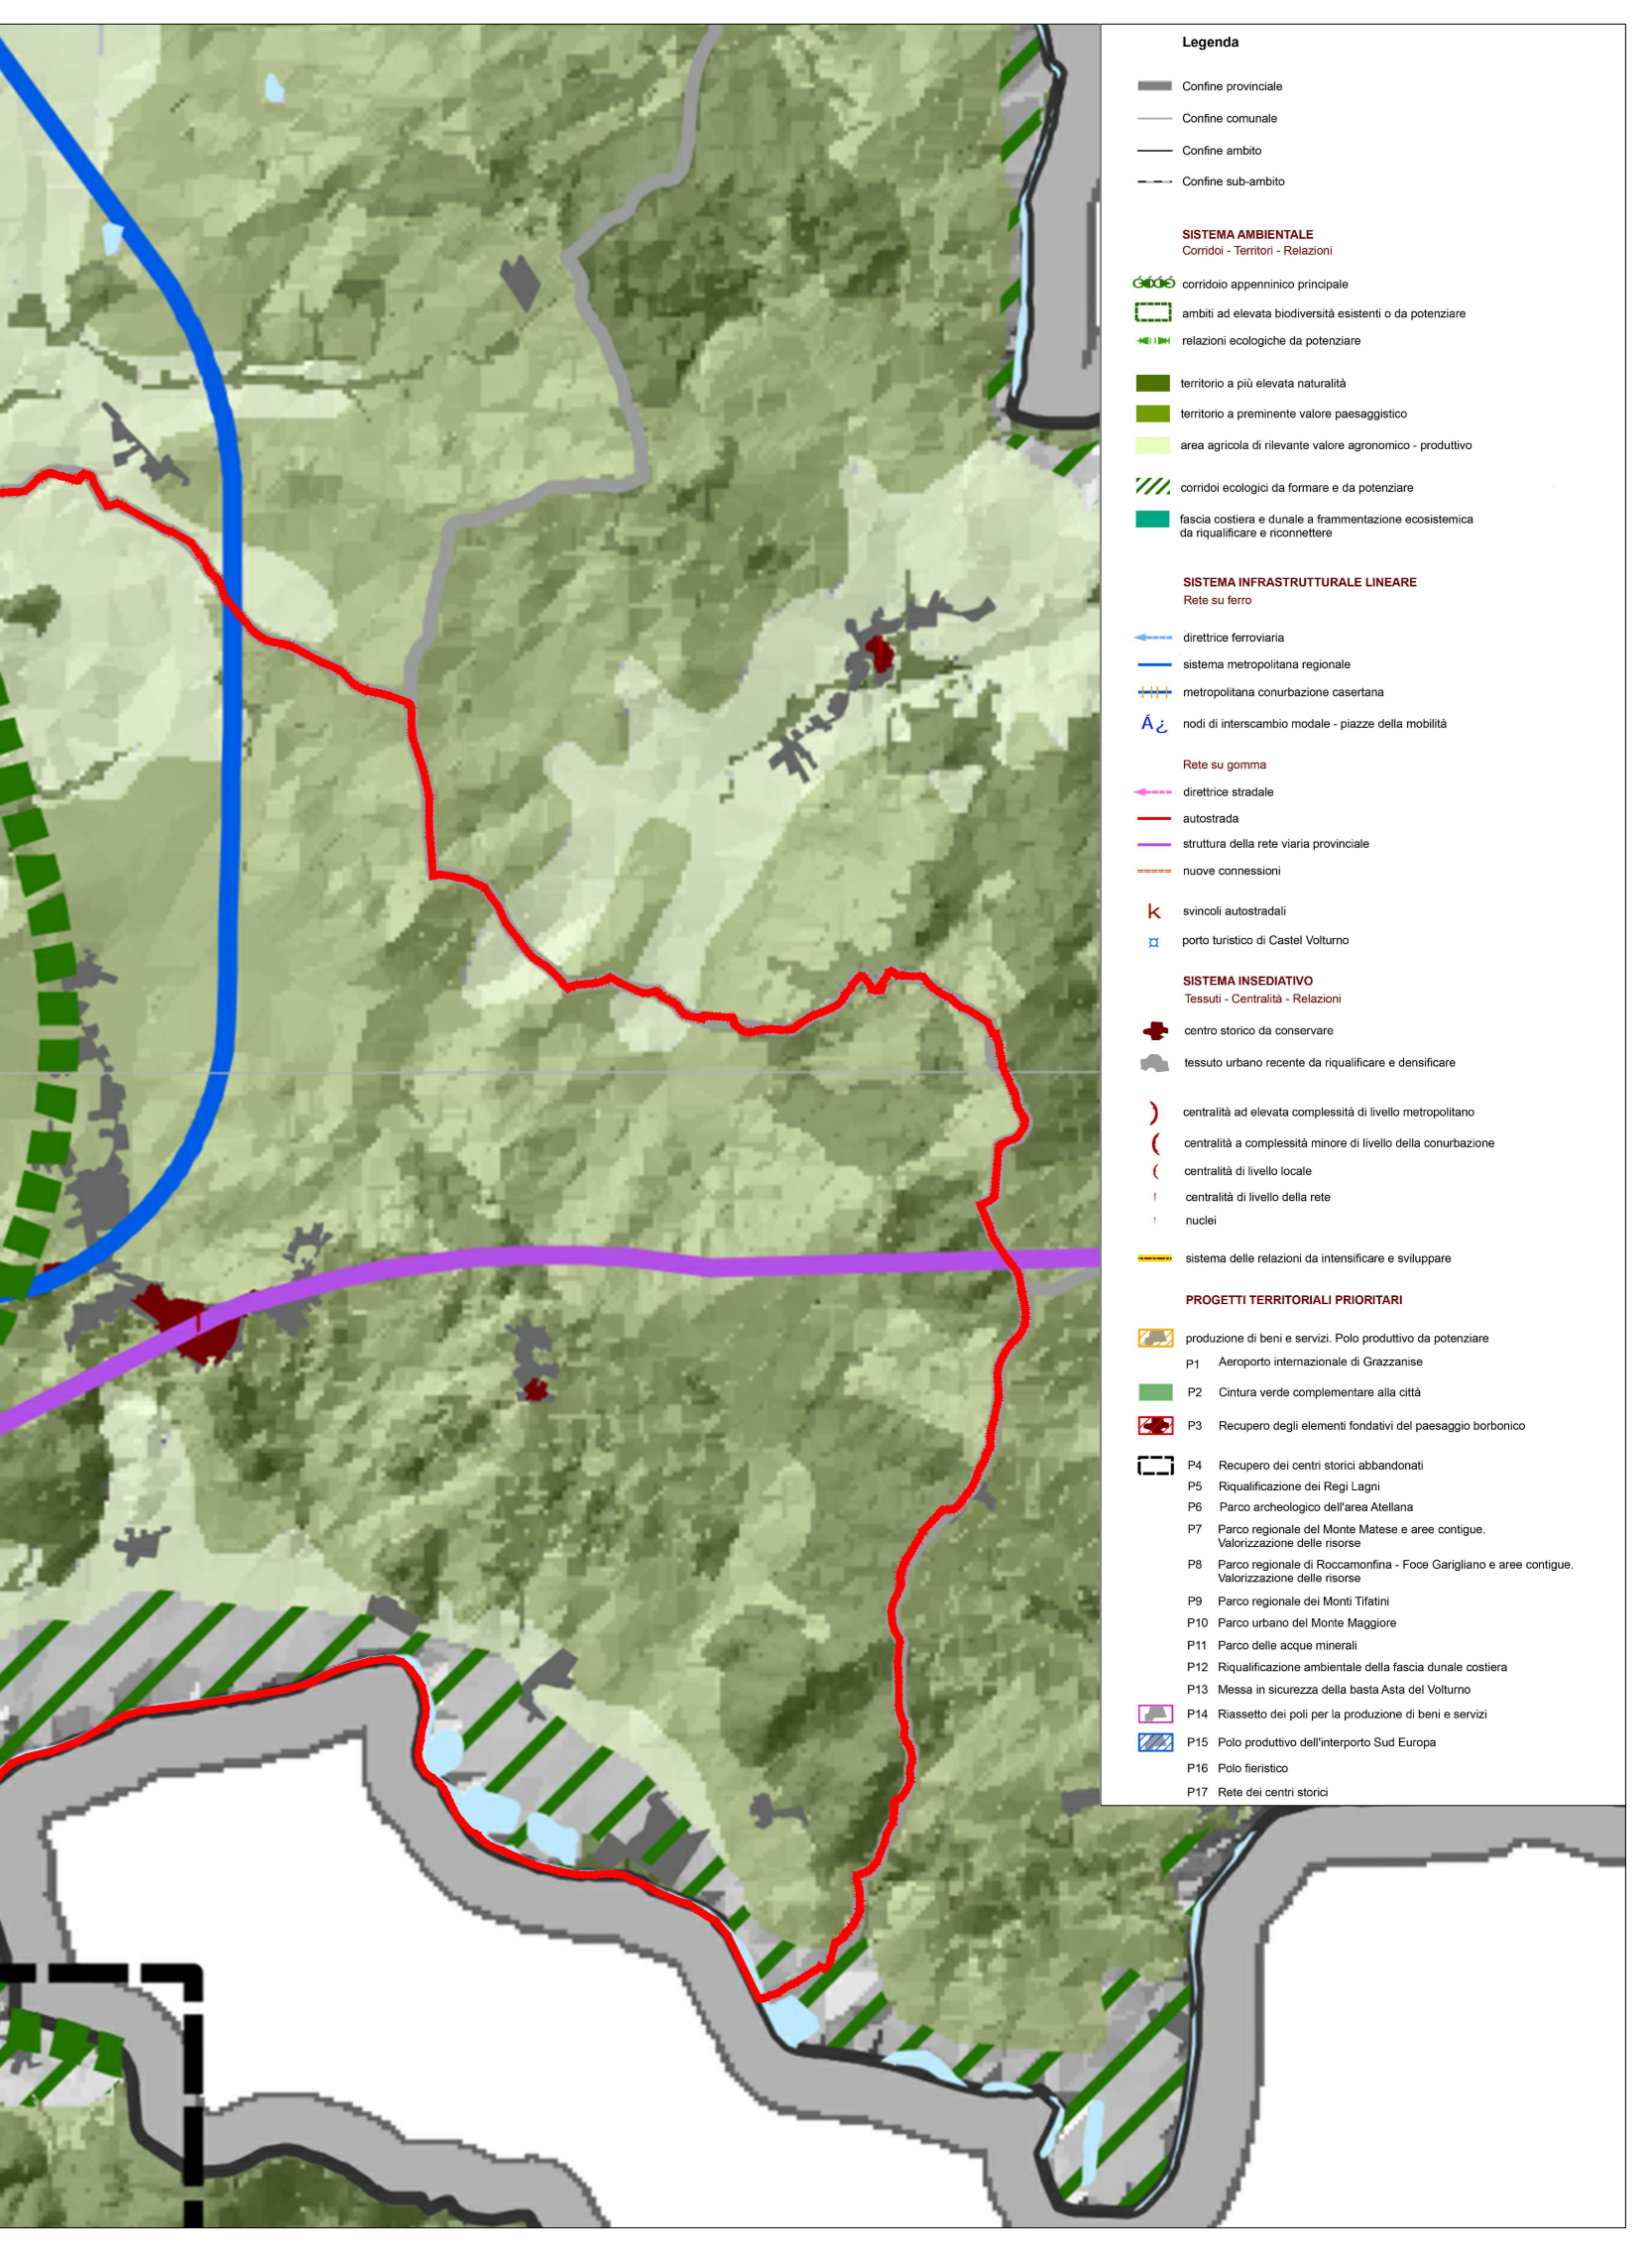 Legenda
Confine provinciale
Confine comunale
Confine ambito
Confine sub-ambito
SISTEMA AMBIENTALE
Corridoi - Territori - Relazioni
corridoio appenninico principale
ambiti ad elevata biodiversità esistenti o da potenziare
relazioni ecologiche da potenziare
territorio a più elevata naturalità
territorio a preminente valore paesaggistico
area agricola di rilevante valore agronomico - produttivo
corridoi ecologici da formare e da potenziare
fascia costiera e dunale a frammentazione ecosistemica
da riqualificare e riconnettere
SISTEMA INFRASTRUTTURALE LINEARE
Rete su ferro
direttrice ferroviaria
sistema metropolitana regionale
metropolitana conurbazione casertana
Á¿ nodi di interscambio modale - piazze della mobilità
Rete su gomma
direttrice stradale
autostrada
struttura della rete viaria provinciale
nuove connessioni
k svincoli autostradali
¤ porto turistico di Castel Volturno
SISTEMA INSEDIATIVO
Tessuti - Centralità - Relazioni
centro storico da conservare
tessuto urbano recente da riqualificare e densificare
) centralità ad elevata complessità di livello metropolitano
( centralità a complessità minore di livello della conurbazione
( centralità di livello locale
! centralità di livello della rete
! nuclei
sistema delle relazioni da intensificare e sviluppare
PROGETTI TERRITORIALI PRIORITARI
produzione di beni e servizi. Polo produttivo da potenziare
P1 Aeroporto internazionale di Grazzanise
P2 Cintura verde complementare alla città
P3 Recupero degli elementi fondativi del paesaggio borbonico
P4 Recupero dei centri storici abbandonati
P5 Riqualificazione dei Regi Lagni
P6 Parco archeologico dell'area Atellana
P7 Parco regionale del Monte Matese e aree contigue.
Valorizzazione delle risorse
P8 Parco regionale di Roccamonfina - Foce Garigliano e aree contigue.
Valorizzazione delle risorse
P9 Parco regionale dei Monti Tifatini
P10 Parco urbano del Monte Maggiore
P11 Parco delle acque minerali
P12 Riqualificazione ambientale della fascia dunale costiera
P13 Messa in sicurezza della basta Asta del Volturno
P14 Riassetto dei poli per la produzione di beni e servizi
P15 Polo produttivo dell'interporto Sud Europa
P16 Polo fieristico
P17 Rete dei centri storici